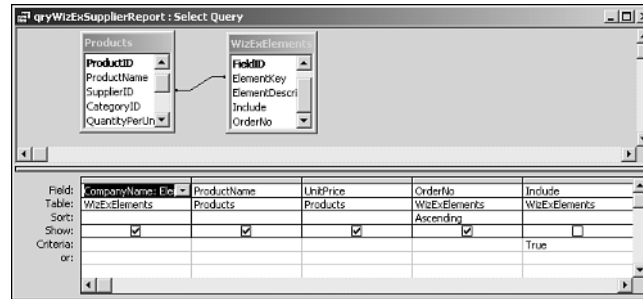 qryWizExSupplierReport : Select Query
Products
ProductID
ProductName
SupplierID
CategoryID
QuantityPerUn
WizExElements
FieldID
ElementKey
ElementDescri
Include
OrderNo
Field: CompanyName: Ele ProductName UnitPrice OrderNo Include
Table: WizExElements Products Products WizExElements WizExElements
Sort: Ascending
Show:
Criteria: True
or: